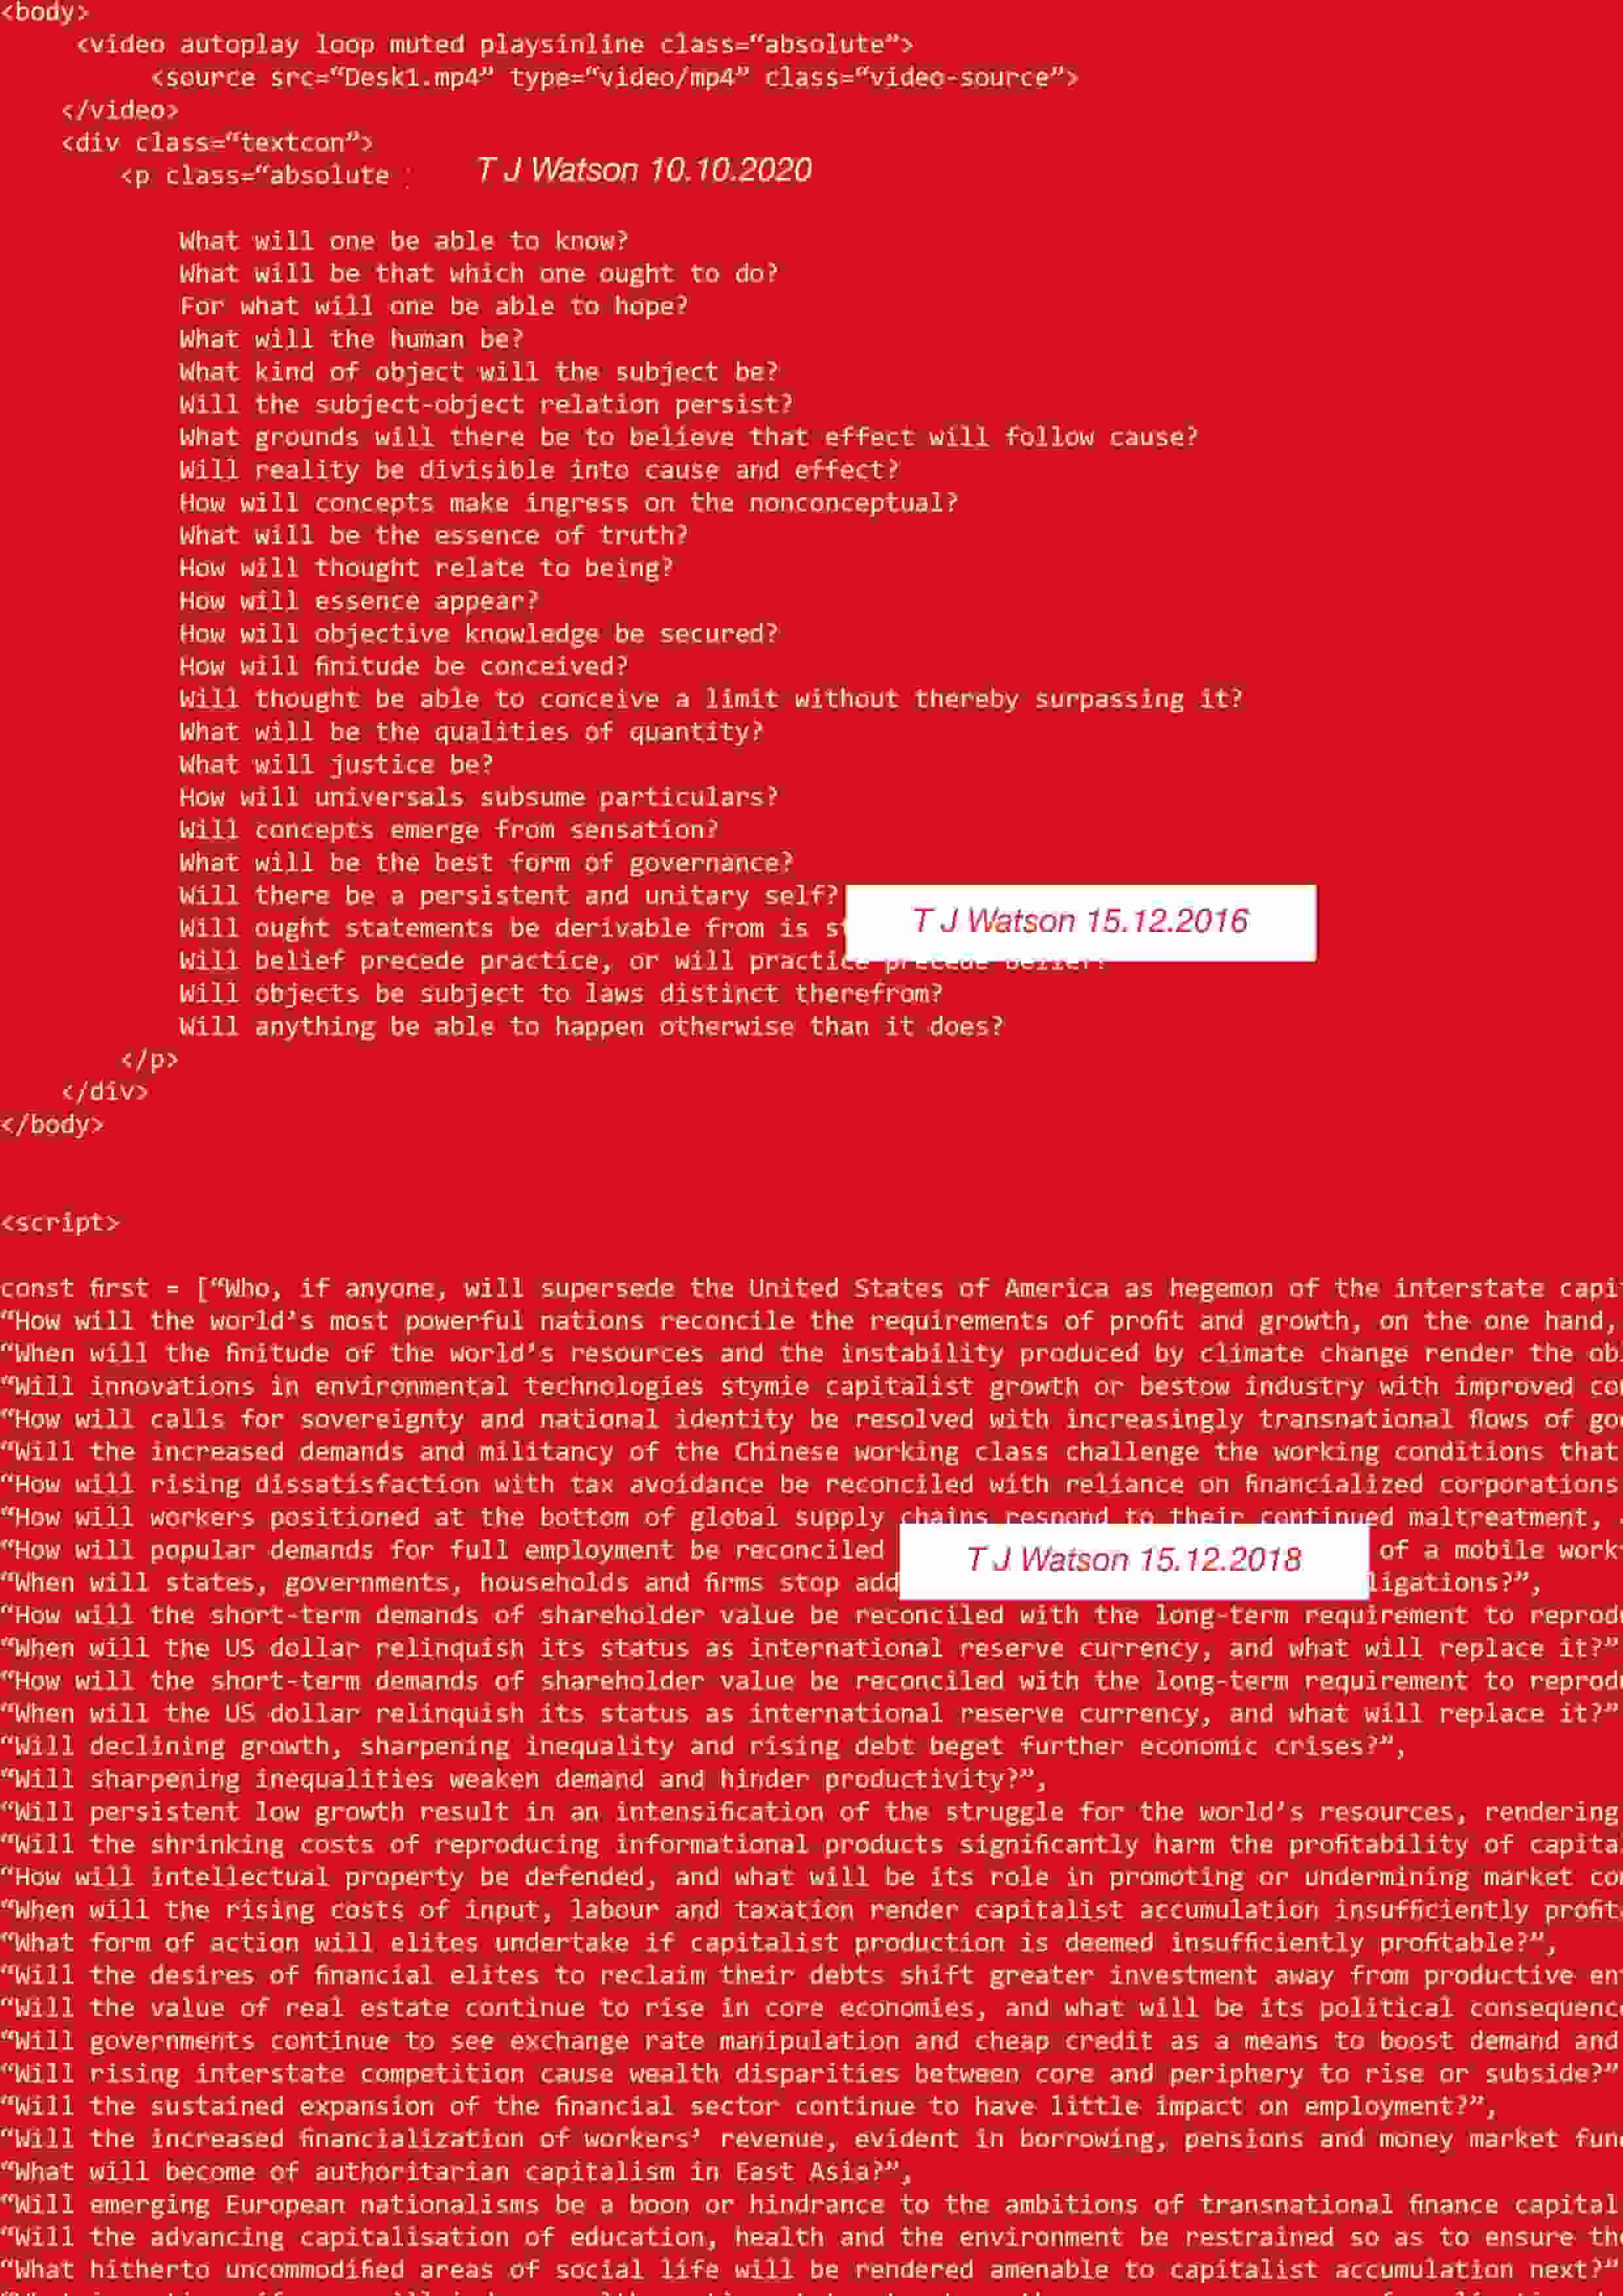 <body>
<video autoplay loop muted playsinline class=“absolute”>
<source src=“Desk1.mp4” type=“video/mp4” class=“video-source”>
</video>
<div class=“textcon”>
<p class=“absolute
T J Watson 10.10.2020
What will one be able to know?
What will be that which one ought to do?
For what will one be able to hope?
What will the human be?
What kind of object will the subject be?
Will the subject-object relation persist?
What grounds will there be to believe that effect will follow cause?
Will reality be divisible into cause and effect?
How will concepts make ingress on the nonconceptual?
What will be the essence of truth?
How will thought relate to being?
How will essence appear?
How will objective knowledge be secured?
How will finitude be conceived?
Will thought be able to conceive a limit without thereby surpassing it?
What will be the qualities of quantity?
What will justice be?
How will universals subsume particulars?
Will concepts emerge from sensation?
What will be the best form of governance?
Will there be a persistent and unitary self?
T J Watson 15.12.2016
Will ought statements be derivable from is st
Will belief precede practice, or will practice precede belief?
Will objects be subject to laws distinct therefrom?
Will anything be able to happen otherwise than it does?
</p>
</div>
</body>
<script>
const first = [“Who, if anyone, will supersede the United States of America as hegemon of the interstate capi
“How will the world’s most powerful nations reconcile the requirements of profit and growth, on the one hand,
“When will the finitude of the world’s resources and the instability produced by climate change render the ob
“Will innovations in environmental technologies stymie capitalist growth or bestow industry with improved co
“How will calls for sovereignty and national identity be resolved with increasingly transnational flows of go
“Will the increased demands and militancy of the Chinese working class challenge the working conditions that
“How will rising dissatisfaction with tax avoidance be reconciled with reliance on financialized corporations
“How will workers positioned at the bottom of global supply chains respond to their continued maltreatment,
“How will popular demands for full employment be reconciled of a mobile work
T J Watson 15.12.2018
“When will states, governments, households and firms stop add ligations?”,
“How will the short-term demands of shareholder value be reconciled with the long-term requirement to reprod
“When will the US dollar relinquish its status as international reserve currency, and what will replace it?”
“How will the short-term demands of shareholder value be reconciled with the long-term requirement to reprod
“When will the US dollar relinquish its status as international reserve currency, and what will replace it?”
“Will declining growth, sharpening inequality and rising debt beget further economic crises?”,
“Will sharpening inequalities weaken demand and hinder productivity?”,
“Will persistent low growth result in an intensification of the struggle for the world’s resources, rendering
“Will the shrinking costs of reproducing informational products significantly harm the profitability of capita
“How will intellectual property be defended, and what will be its role in promoting or undermining market co
“When will the rising costs of input, labour and taxation render capitalist accumulation insufficiently profit
“What form of action will elites undertake if capitalist production is deemed insufficiently profitable?”,
“Will the desires of financial elites to reclaim their debts shift greater investment away from productive en
“Will the value of real estate continue to rise in core economies, and what will be its political consequenc
“Will governments continue to see exchange rate manipulation and cheap credit as a means to boost demand and
“Will rising interstate competition cause wealth disparities between core and periphery to rise or subside?”
“Will the sustained expansion of the financial sector continue to have little impact on employment?”,
“Will the increased financialization of workers’ revenue, evident in borrowing, pensions and money market fun
“What will become of authoritarian capitalism in East Asia?”,
“Will emerging European nationalisms be a boon or hindrance to the ambitions of transnational finance capital
“Will the advancing capitalisation of education, health and the environment be restrained so as to ensure th
“What hitherto uncommodified areas of social life will be rendered amenable to capitalist accumulation next?”